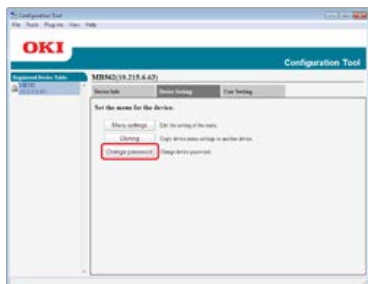 Configuration Tool
File Tools Plug-ins View Help
OKI
Configuration Tool
Registered Device Table
MB562(10.215.6.63)
Device Info Device Setting User Setting
Set the menu for the device.
Menu settings Edit the setting of the menu.
Cloning Copy device menu settings to another device.
Change password Change device password.